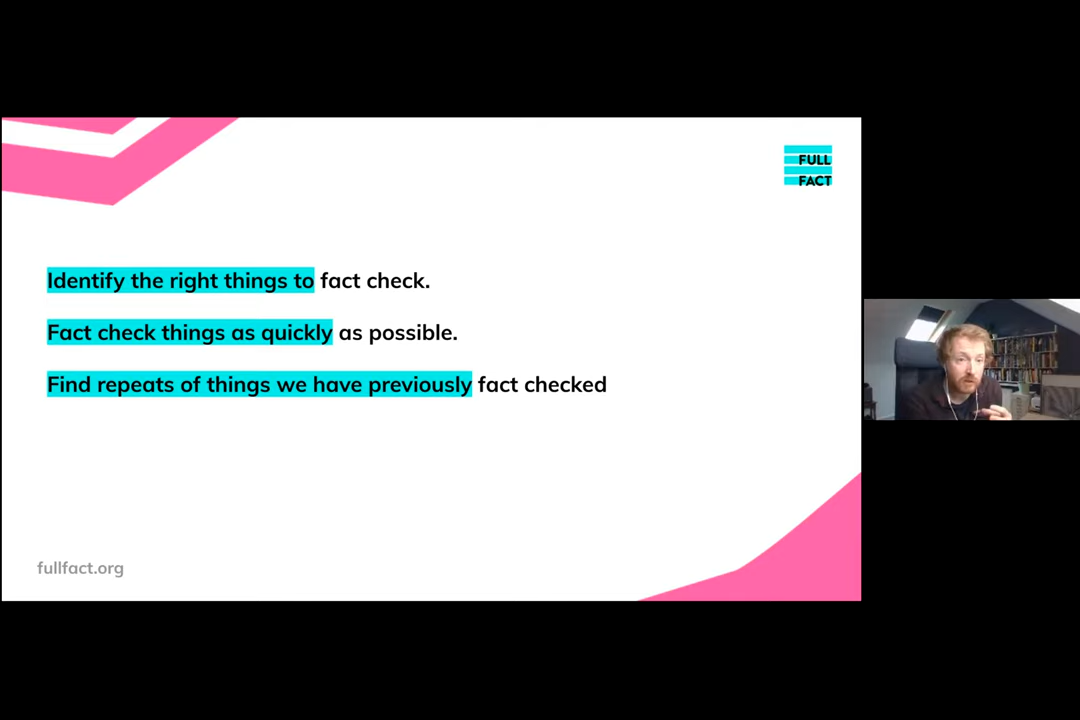 FULL
FACT
Identify the right things to fact check.
Fact check things as quickly as possible.
Find repeats of things we have previously fact checked
fullfact.org